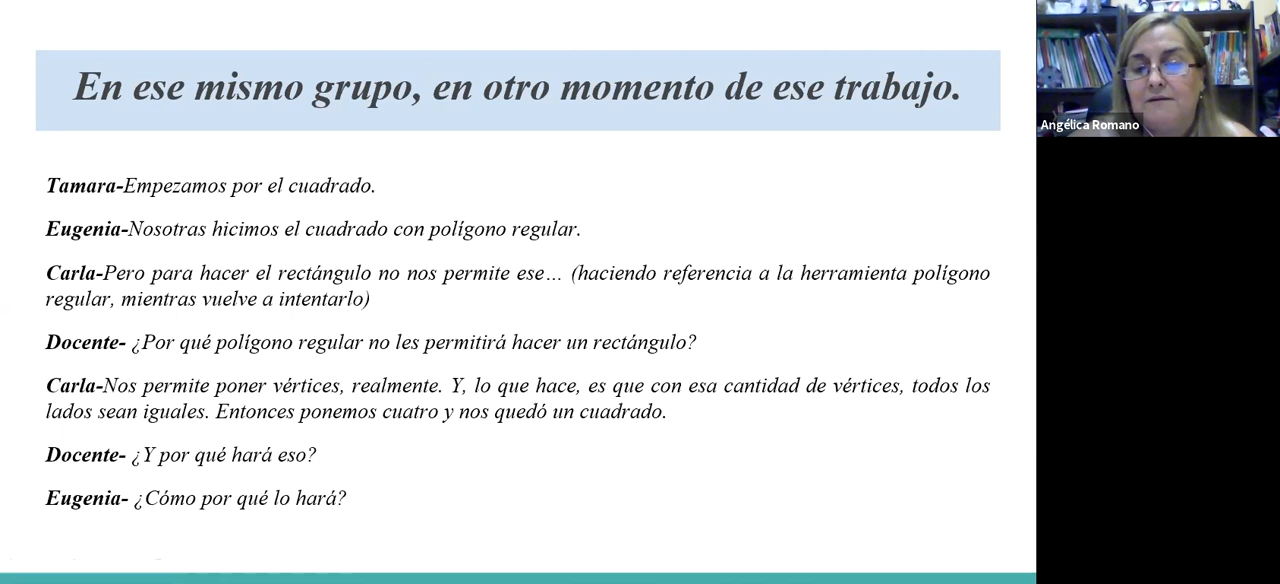 En ese mismo grupo, en otro momento de ese trabajo.
Angélica Romano
Tamara-Empezamos por el cuadrado.
Eugenia-Nosotras hicimos el cuadrado con polígono regular.
Carla-Pero para hacer el rectángulo no nos permite ese… (haciendo referencia a la herramienta polígono
regular, mientras vuelve a intentarlo)
Docente- ¿Por qué polígono regular no les permitirá hacer un rectángulo?
Carla-Nos permite poner vértices, realmente. Y, lo que hace, es que con esa cantidad de vértices, todos los
lados sean iguales. Entonces ponemos cuatro y nos quedó un cuadrado.
Docente- ¿Y por qué hará eso?
Eugenia- ¿Cómo por qué lo hará?